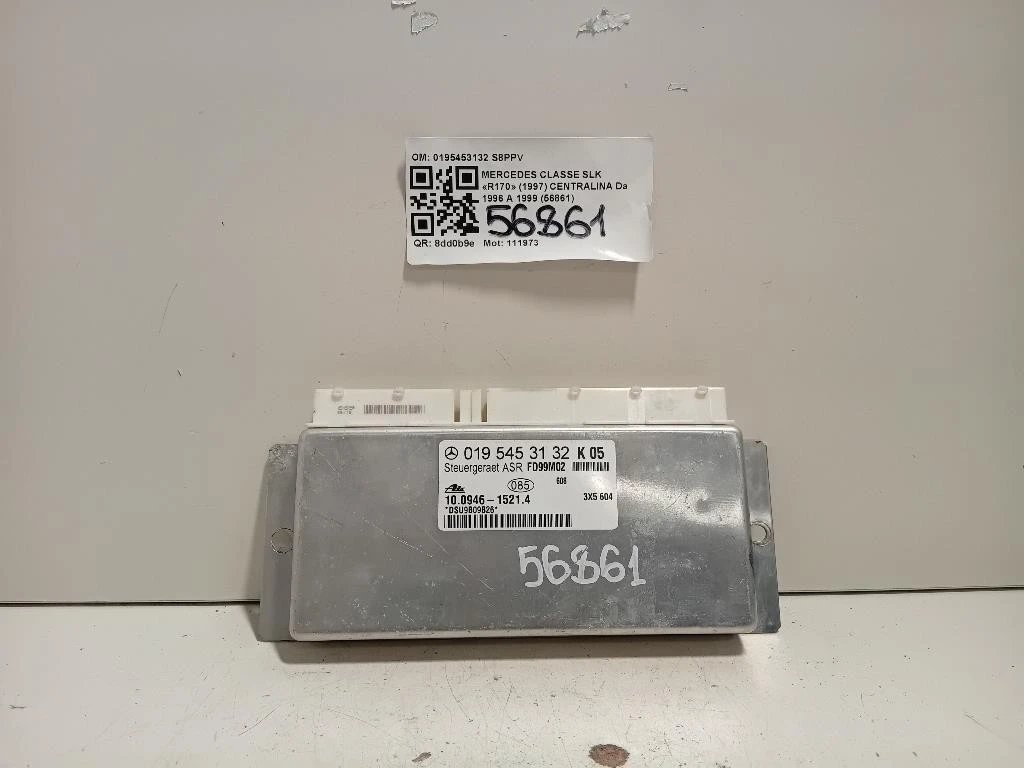 OM: 0195453132 S8PPV
MERCEDES CLASSE SLK
«R170» (1997) CENTRALINA Da
1996 A 1999 (56861)
56861
QR: 8dd0b9e Mot: 111973
019 545 31 32 K 05
Steuergeraet ASR FD99M02
608
Ate 085
10.0946-1521.4 3X5 604
*DSU9809826*
56861